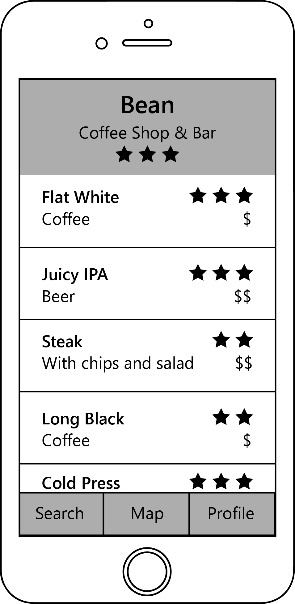 Bean
Coffee Shop & Bar
★ ★ ★
Flat White ★ ★ ★
Coffee $
Juicy IPA ★ ★ ★
Beer $$
Steak ★ ★
With chips and salad $$
Long Black ★ ★
Coffee $
Cold Press ★ ★ ★
Search Map Profile